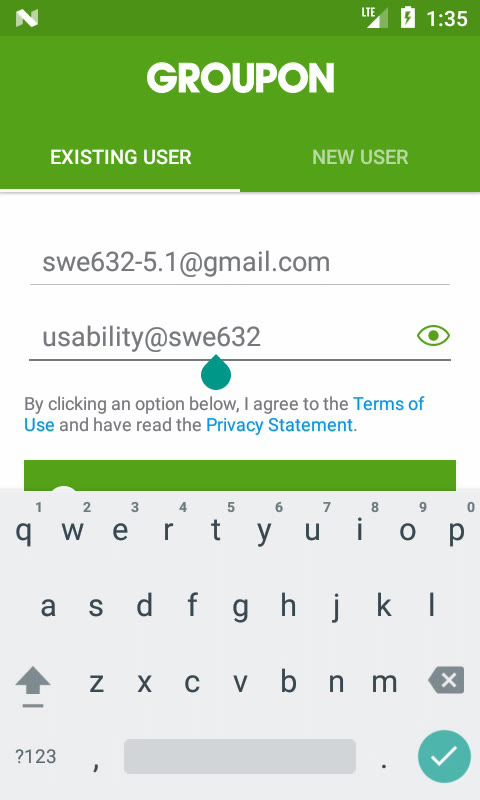 LTE 1:35
GROUPON
EXISTING USER NEW USER
swe632-5.1@gmail.com
usability@swe632
By clicking an option below, I agree to the Terms of
Use and have read the Privacy Statement.
1 2 3 4 5 6 7 8 9 0
q w e r t y u i o p
a s d f g h j k l
z x c v b n m
?123 , .